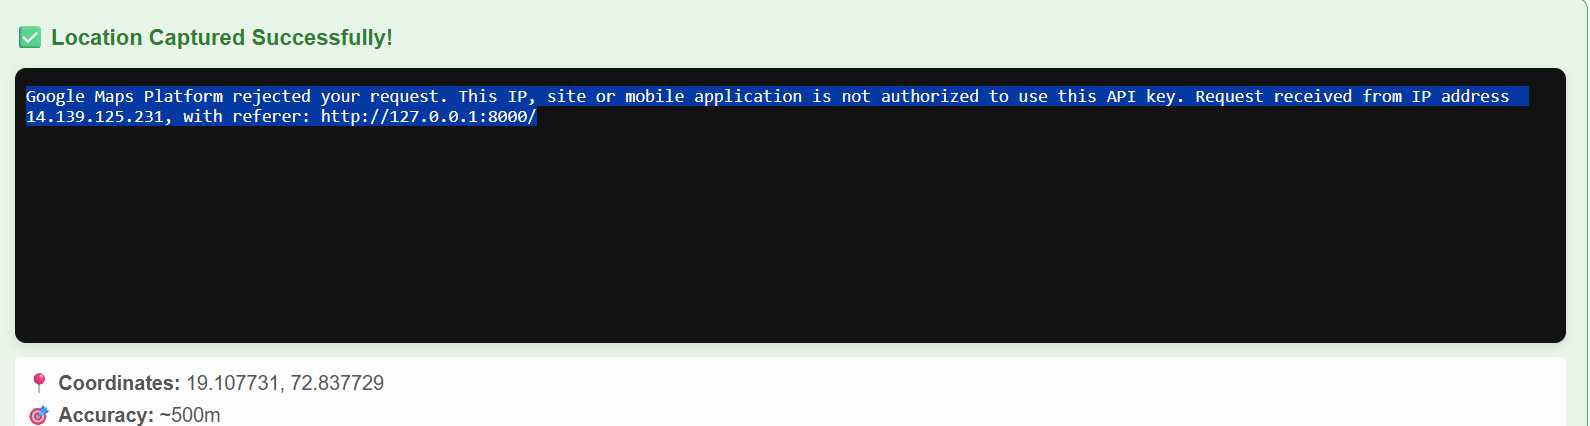 ✅ Location Captured Successfully!
Google Maps Platform rejected your request. This IP, site or mobile application is not authorized to use this API key. Request received from IP address
14.139.125.231, with referer: http://127.0.0.1:8000/
📍 Coordinates: 19.107731, 72.837729
🎯 Accuracy: ~500m